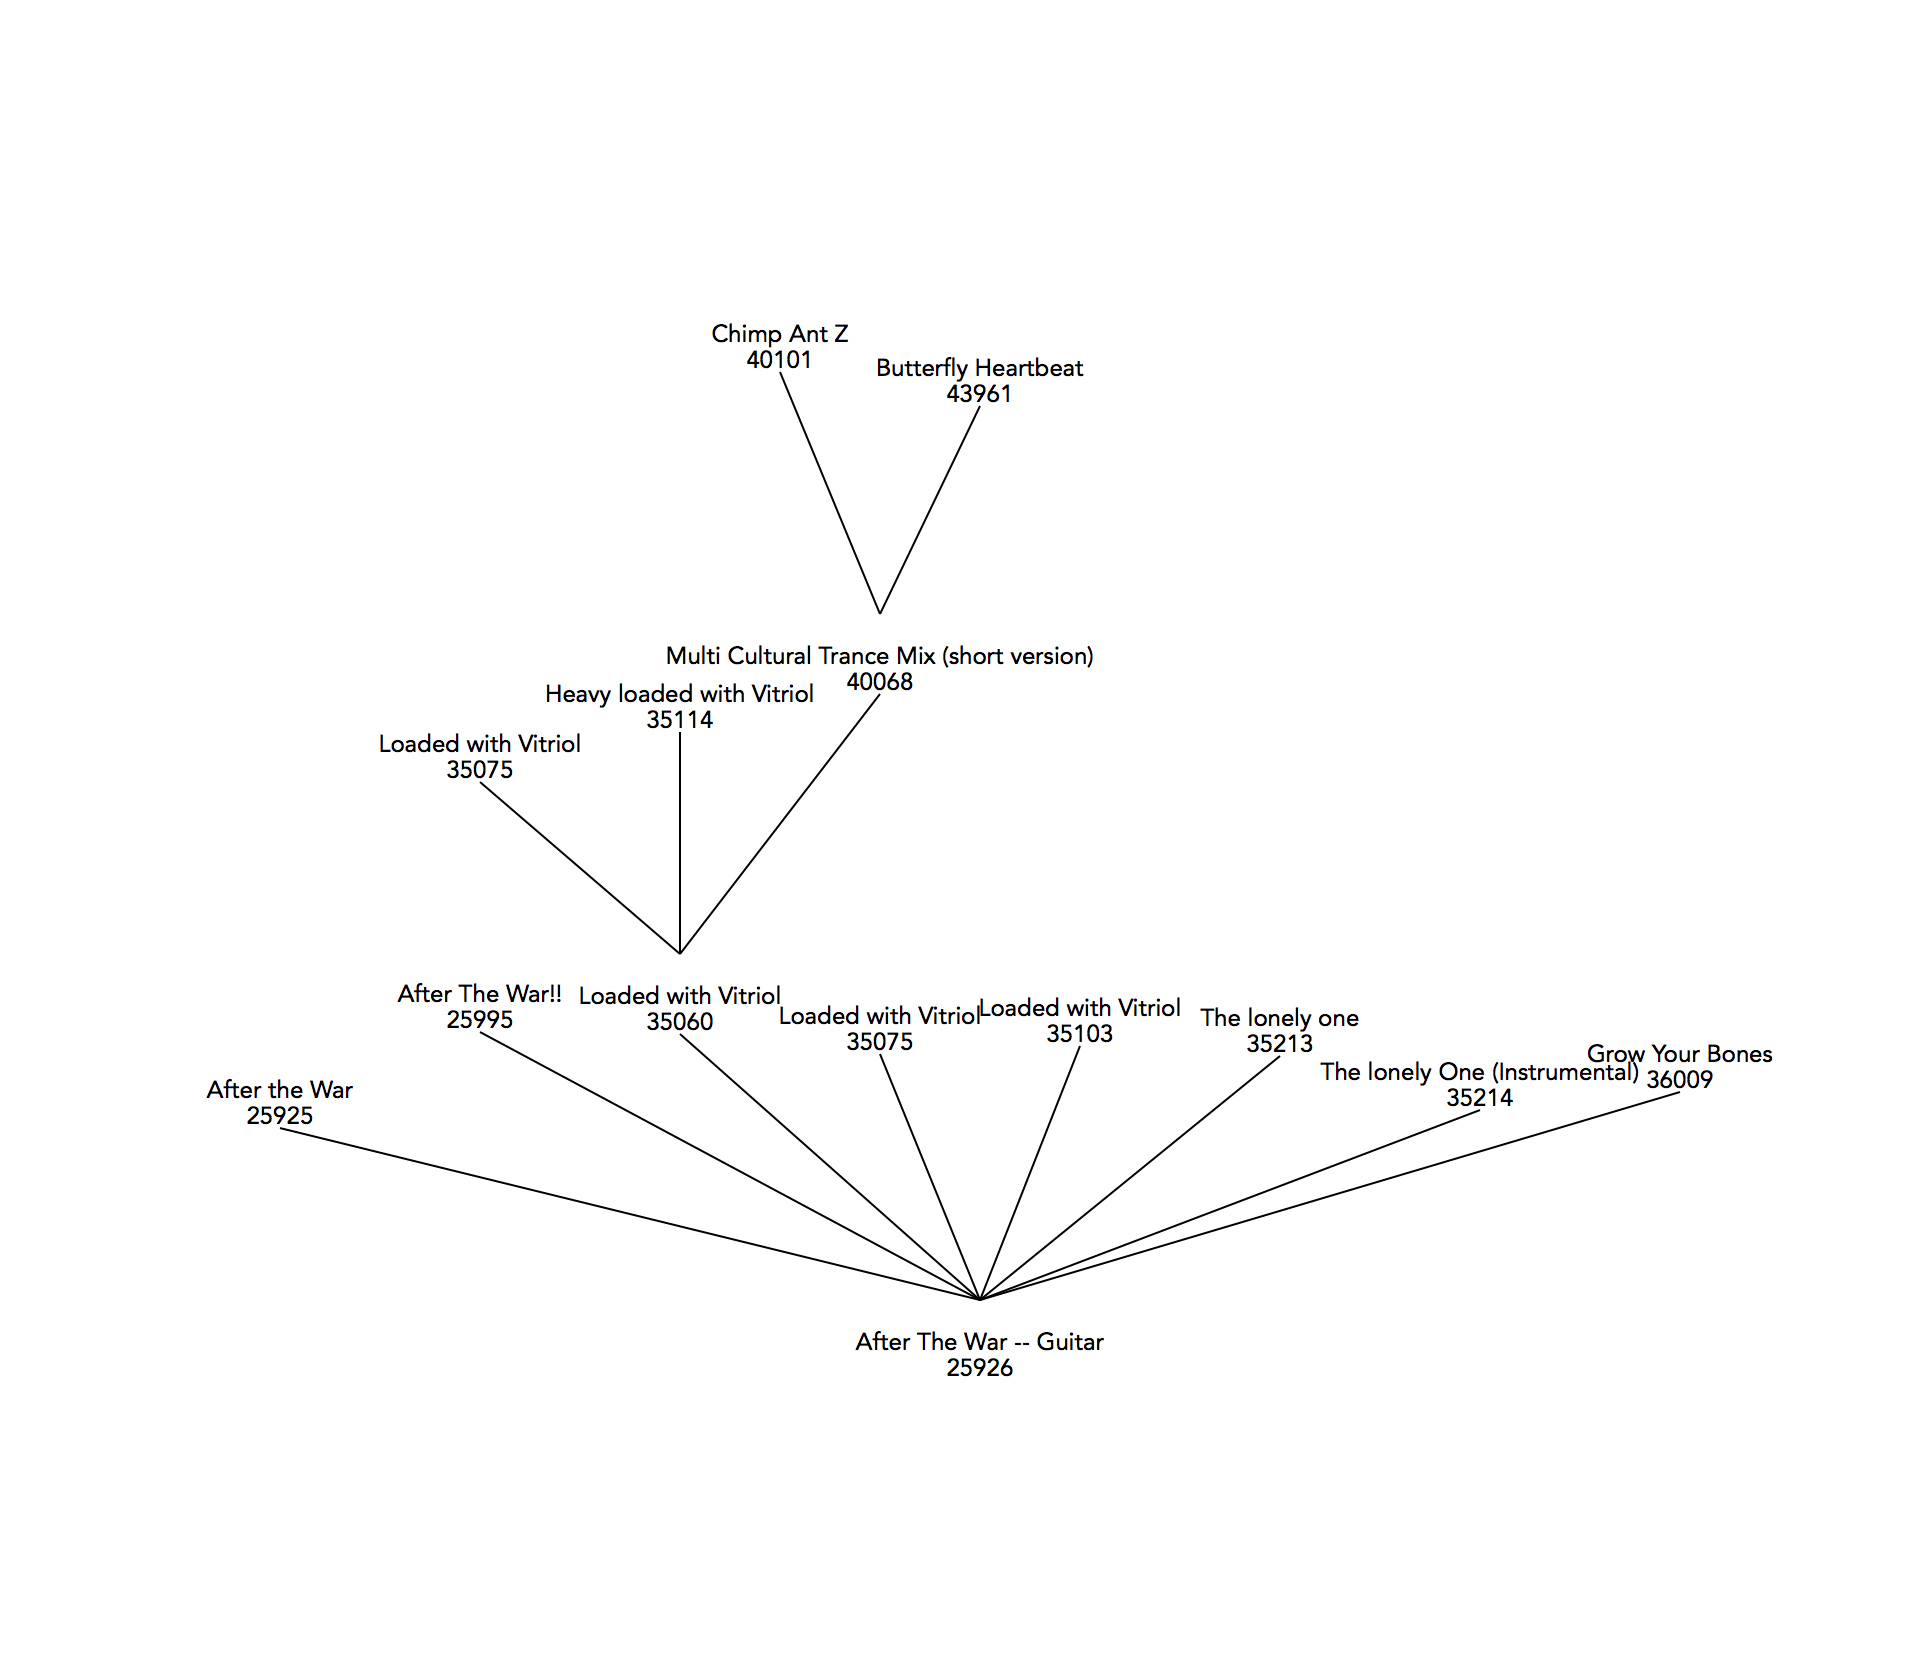 Chimp Ant Z
40101
Butterfly Heartbeat
43961
Multi Cultural Trance Mix (short version)
40068
Heavy loaded with Vitriol
35114
Loaded with Vitriol
35075
After The War!!
25995
Loaded with Vitriol
35060
Loaded with Vitriol
35075
Loaded with Vitriol
35103
The lonely one
35213
The lonely One (Instrumental)
35214
Grow Your Bones
36009
After the War
25925
After The War -- Guitar
25926